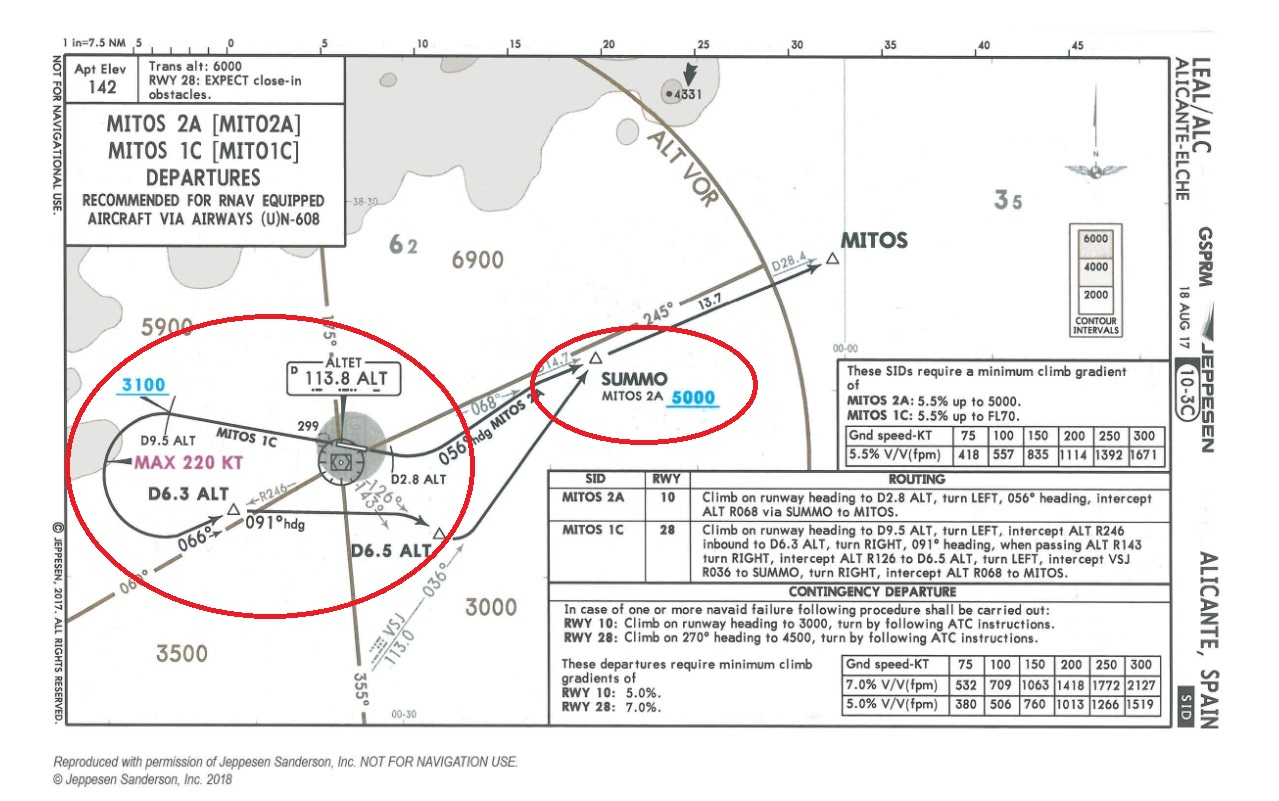 1 in=7.5 NM 5 0 5 10 15 20 25 30 35 40 45
Apt Elev
142
Trans alt: 6000
RWY 28: EXPECT close-in
obstacles.
MITOS 2A [MITO2A]
MITOS 1C [MITO1C]
DEPARTURES
RECOMMENDED FOR RNAV EQUIPPED
AIRCRAFT VIA AIRWAYS (U)N-608
NOT FOR NAVIGATIONAL USE.
© JEPPESEN, 2017. ALL RIGHTS RESERVED.
LEAL/ALC
ALICANTE-ELCHE
GSPRM
18 AUG 17
10-3C
JEPPESEN
ALICANTE, SPAIN
SID
4331
ALT VOR
N
35
38-30
62
6900
MITOS
D28.4
13.7
245°
6000
4000
2000
CONTOUR
INTERVALS
00-00
5900
175°
ALTET
D 113.8 ALT
D14.7
SUMMO
MITOS 2A 5000
068°
056° hdg MITOS 2A
3100
D9.5 ALT
MITOS 1C
299
MAX 220 KT
D2.8 ALT
D6.3 ALT
R246
126°
143°
091° hdg
066°
D6.5 ALT
036°
VSJ
113.0
3000
3500
355°
00-30
These SIDs require a minimum climb gradient
of
MITOS 2A: 5.5% up to 5000.
MITOS 1C: 5.5% up to FL70.
Gnd speed-KT 75 100 150 200 250 300
5.5% V/V(fpm) 418 557 835 1114 1392 1671
SID RWY ROUTING
MITOS 2A 10 Climb on runway heading to D2.8 ALT, turn LEFT, 056° heading, intercept
ALT R068 via SUMMO to MITOS.
MITOS 1C 28 Climb on runway heading to D9.5 ALT, turn LEFT, intercept ALT R246
inbound to D6.3 ALT, turn RIGHT, 091° heading, when passing ALT R143
turn RIGHT, intercept ALT R126 to D6.5 ALT, turn LEFT, intercept VSJ
R036 to SUMMO, turn RIGHT, intercept ALT R068 to MITOS.
CONTINGENCY DEPARTURE
In case of one or more navaid failure following procedure shall be carried out:
RWY 10: Climb on runway heading to 3000, turn by following ATC instructions.
RWY 28: Climb on 270° heading to 4500, turn by following ATC instructions.
These departures require minimum climb
gradients of
RWY 10: 5.0%.
RWY 28: 7.0%.
Gnd speed-KT 75 100 150 200 250 300
7.0% V/V(fpm) 532 709 1063 1418 1772 2127
5.0% V/V(fpm) 380 506 760 1013 1266 1519
Reproduced with permission of Jeppesen Sanderson, Inc. NOT FOR NAVIGATION USE.
© Jeppesen Sanderson, Inc. 2018